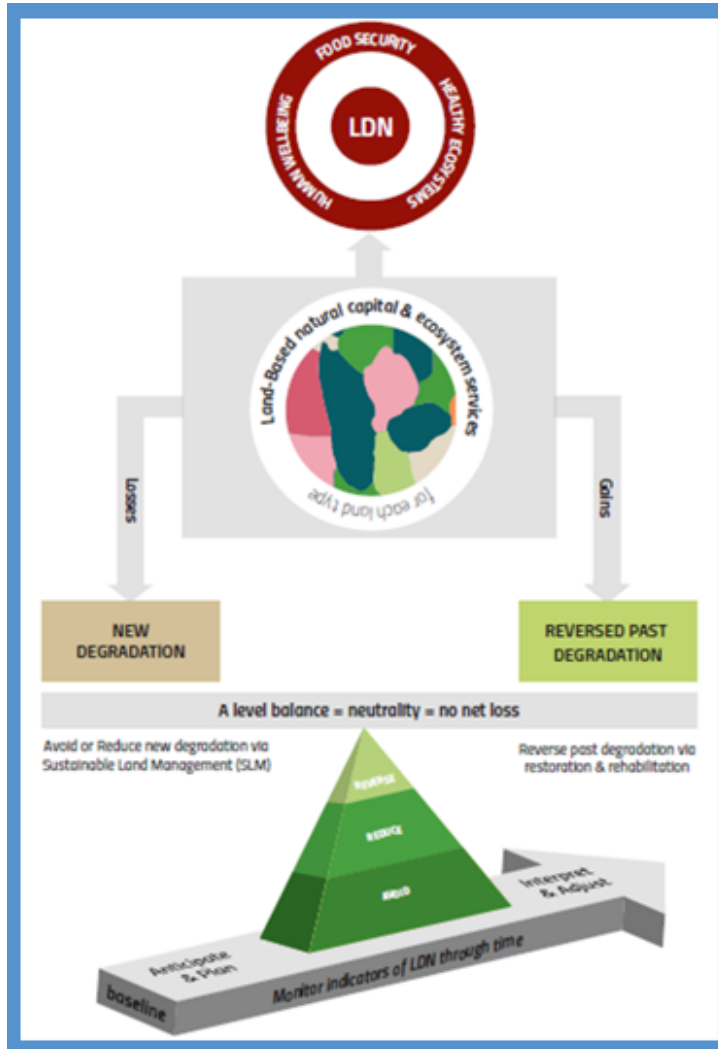 FOOD SECURITY
HUMAN WELLBEING
HEALTHY ECOSYSTEMS
LDN
Land-Based natural capital & ecosystem services
for each land type
Losses
Gains
NEW
DEGRADATION
REVERSED PAST
DEGRADATION
A level balance = neutrality = no net loss
Avoid or Reduce new degradation via
Sustainable Land Management (SLM)
Reverse past degradation via
restoration & rehabilitation
REVERSE
REDUCE
AVOID
Anticipate
& Plan
Interpret
& Adjust
baseline
Monitor indicators of LDN through time